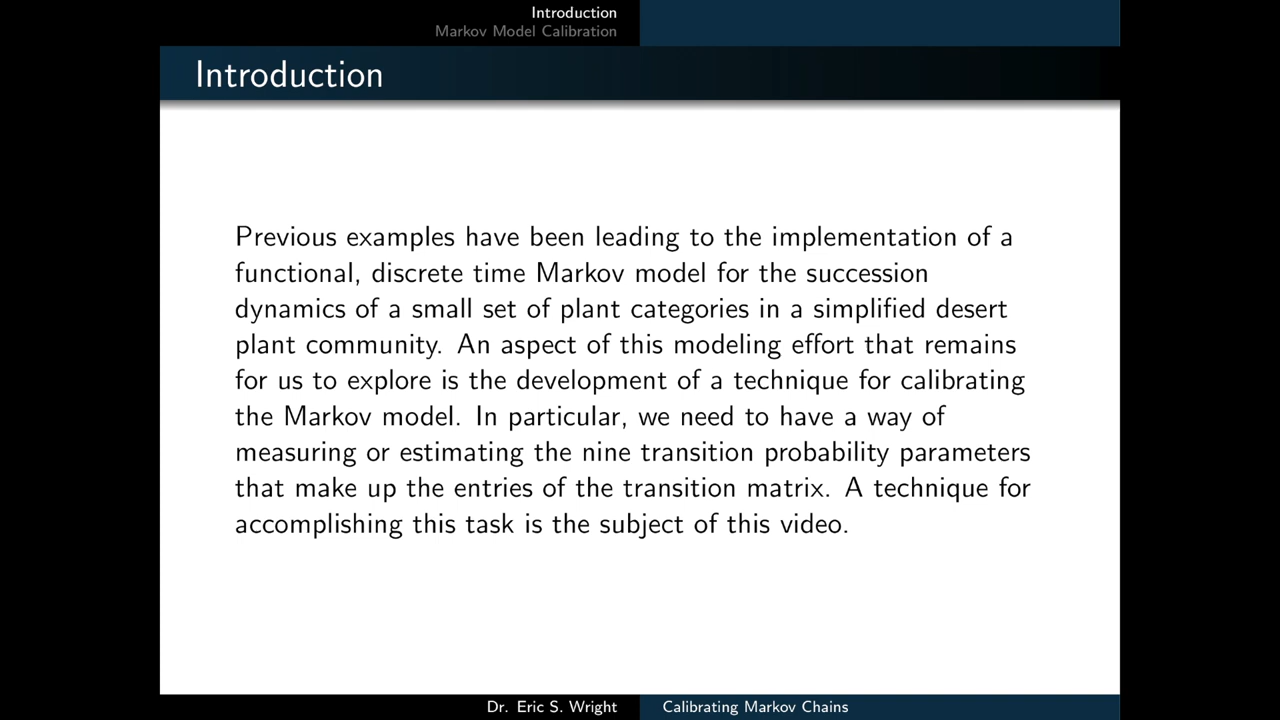 Introduction
Markov Model Calibration
Introduction
Previous examples have been leading to the implementation of a
functional, discrete time Markov model for the succession
dynamics of a small set of plant categories in a simplified desert
plant community. An aspect of this modeling effort that remains
for us to explore is the development of a technique for calibrating
the Markov model. In particular, we need to have a way of
measuring or estimating the nine transition probability parameters
that make up the entries of the transition matrix. A technique for
accomplishing this task is the subject of this video.
Dr. Eric S. Wright
Calibrating Markov Chains